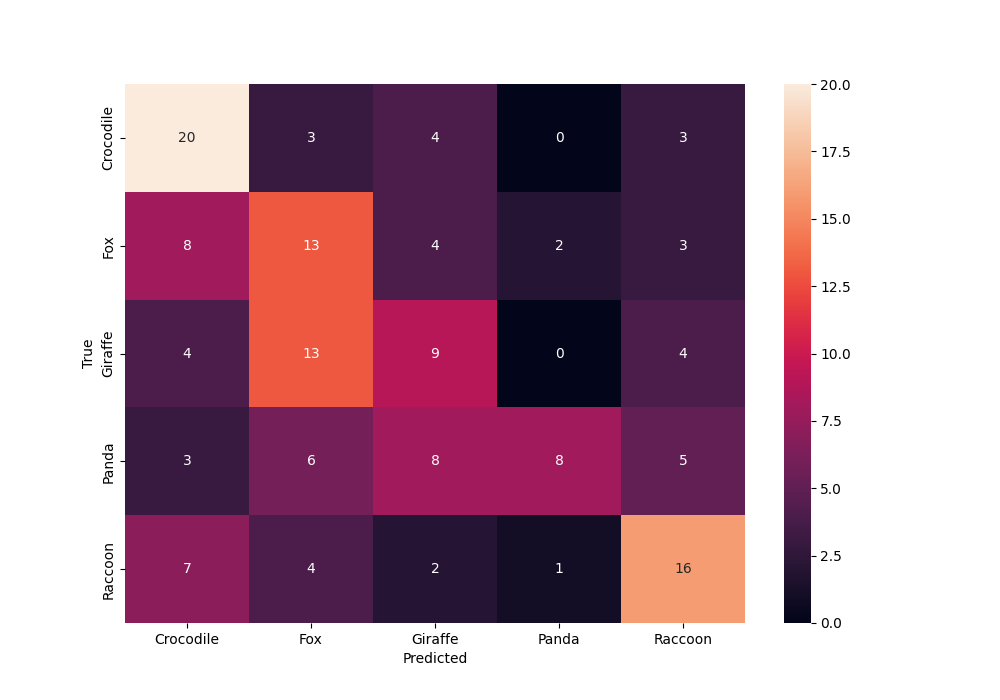 Crocodile 20 3 4 0 3
Fox 8 13 4 2 3
Giraffe 4 13 9 0 4
Panda 3 6 8 8 5
Raccoon 7 4 2 1 16
True
Crocodile Fox Giraffe Panda Raccoon
Predicted
20.0
17.5
15.0
12.5
10.0
7.5
5.0
2.5
0.0